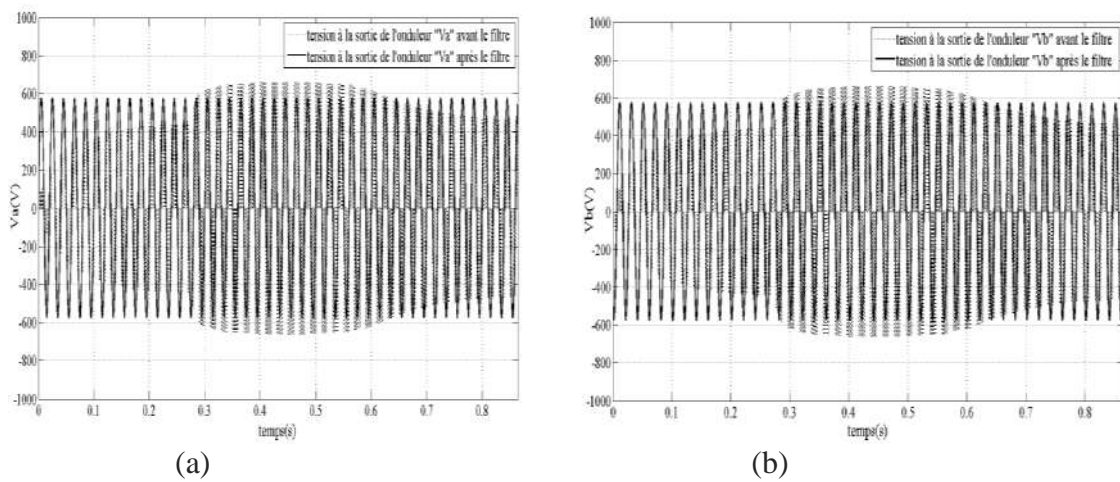 1000
800
600
400
200
0
-200
-400
-600
-800
-1000
Va(V)
tension à la sortie de l'onduleur "Va" avant le filtre
tension à la sortie de l'onduleur "Va" après le filtre
0 0.1 0.2 0.3 0.4 0.5 0.6 0.7 0.8
temps(s)
(a)
1000
800
600
400
200
0
-200
-400
-600
-800
-1000
Vb(V)
tension à la sortie de l'onduleur "Vb" avant le filtre
tension à la sortie de l'onduleur "Vb" après le filtre
0 0.1 0.2 0.3 0.4 0.5 0.6 0.7 0.8
temps(s)
(b)